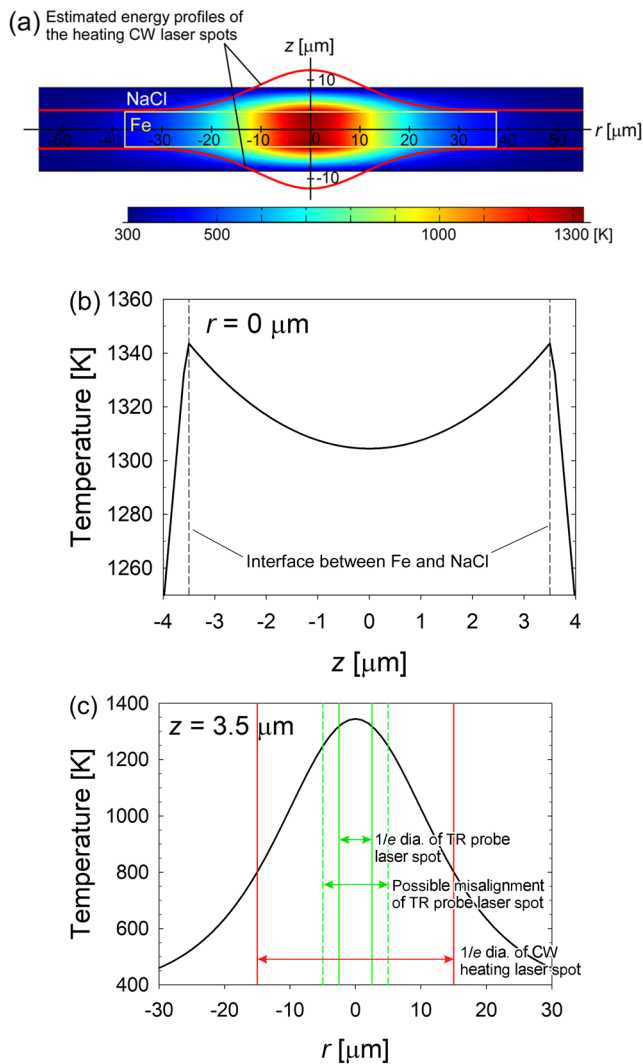 (a)
Estimated energy profiles of
the heating CW laser spots
z [μm]
10
NaCl
Fe
-50 -40 -30 -20 -10 0 10 20 30 40 50 r [μm]
-10
300 500 1000 1300 [K]
(b)
r = 0 μm
Temperature [K]
1360
1340
1320
1300
1280
1260
Interface between Fe and NaCl
-4 -3 -2 -1 0 1 2 3 4
z [μm]
(c)
z = 3.5 μm
Temperature [K]
1400
1200
1000
800
600
400
1/e dia. of TR probe
laser spot
Possible misalignment
of TR probe laser spot
1/e dia. of CW
heating laser spot
-30 -20 -10 0 10 20 30
r [μm]